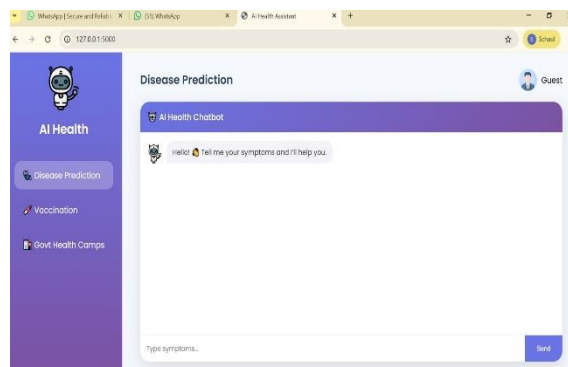 WhatsApp | Secure and Reliabl
(55) WhatsApp
AI Health Assistant
127.0.0.1:5000
School
AI Health
Disease Prediction
Vaccination
Govt Health Camps
Disease Prediction
Guest
AI Health Chatbot
Hello! Tell me your symptoms and I'll help you.
Type symptoms...
Send